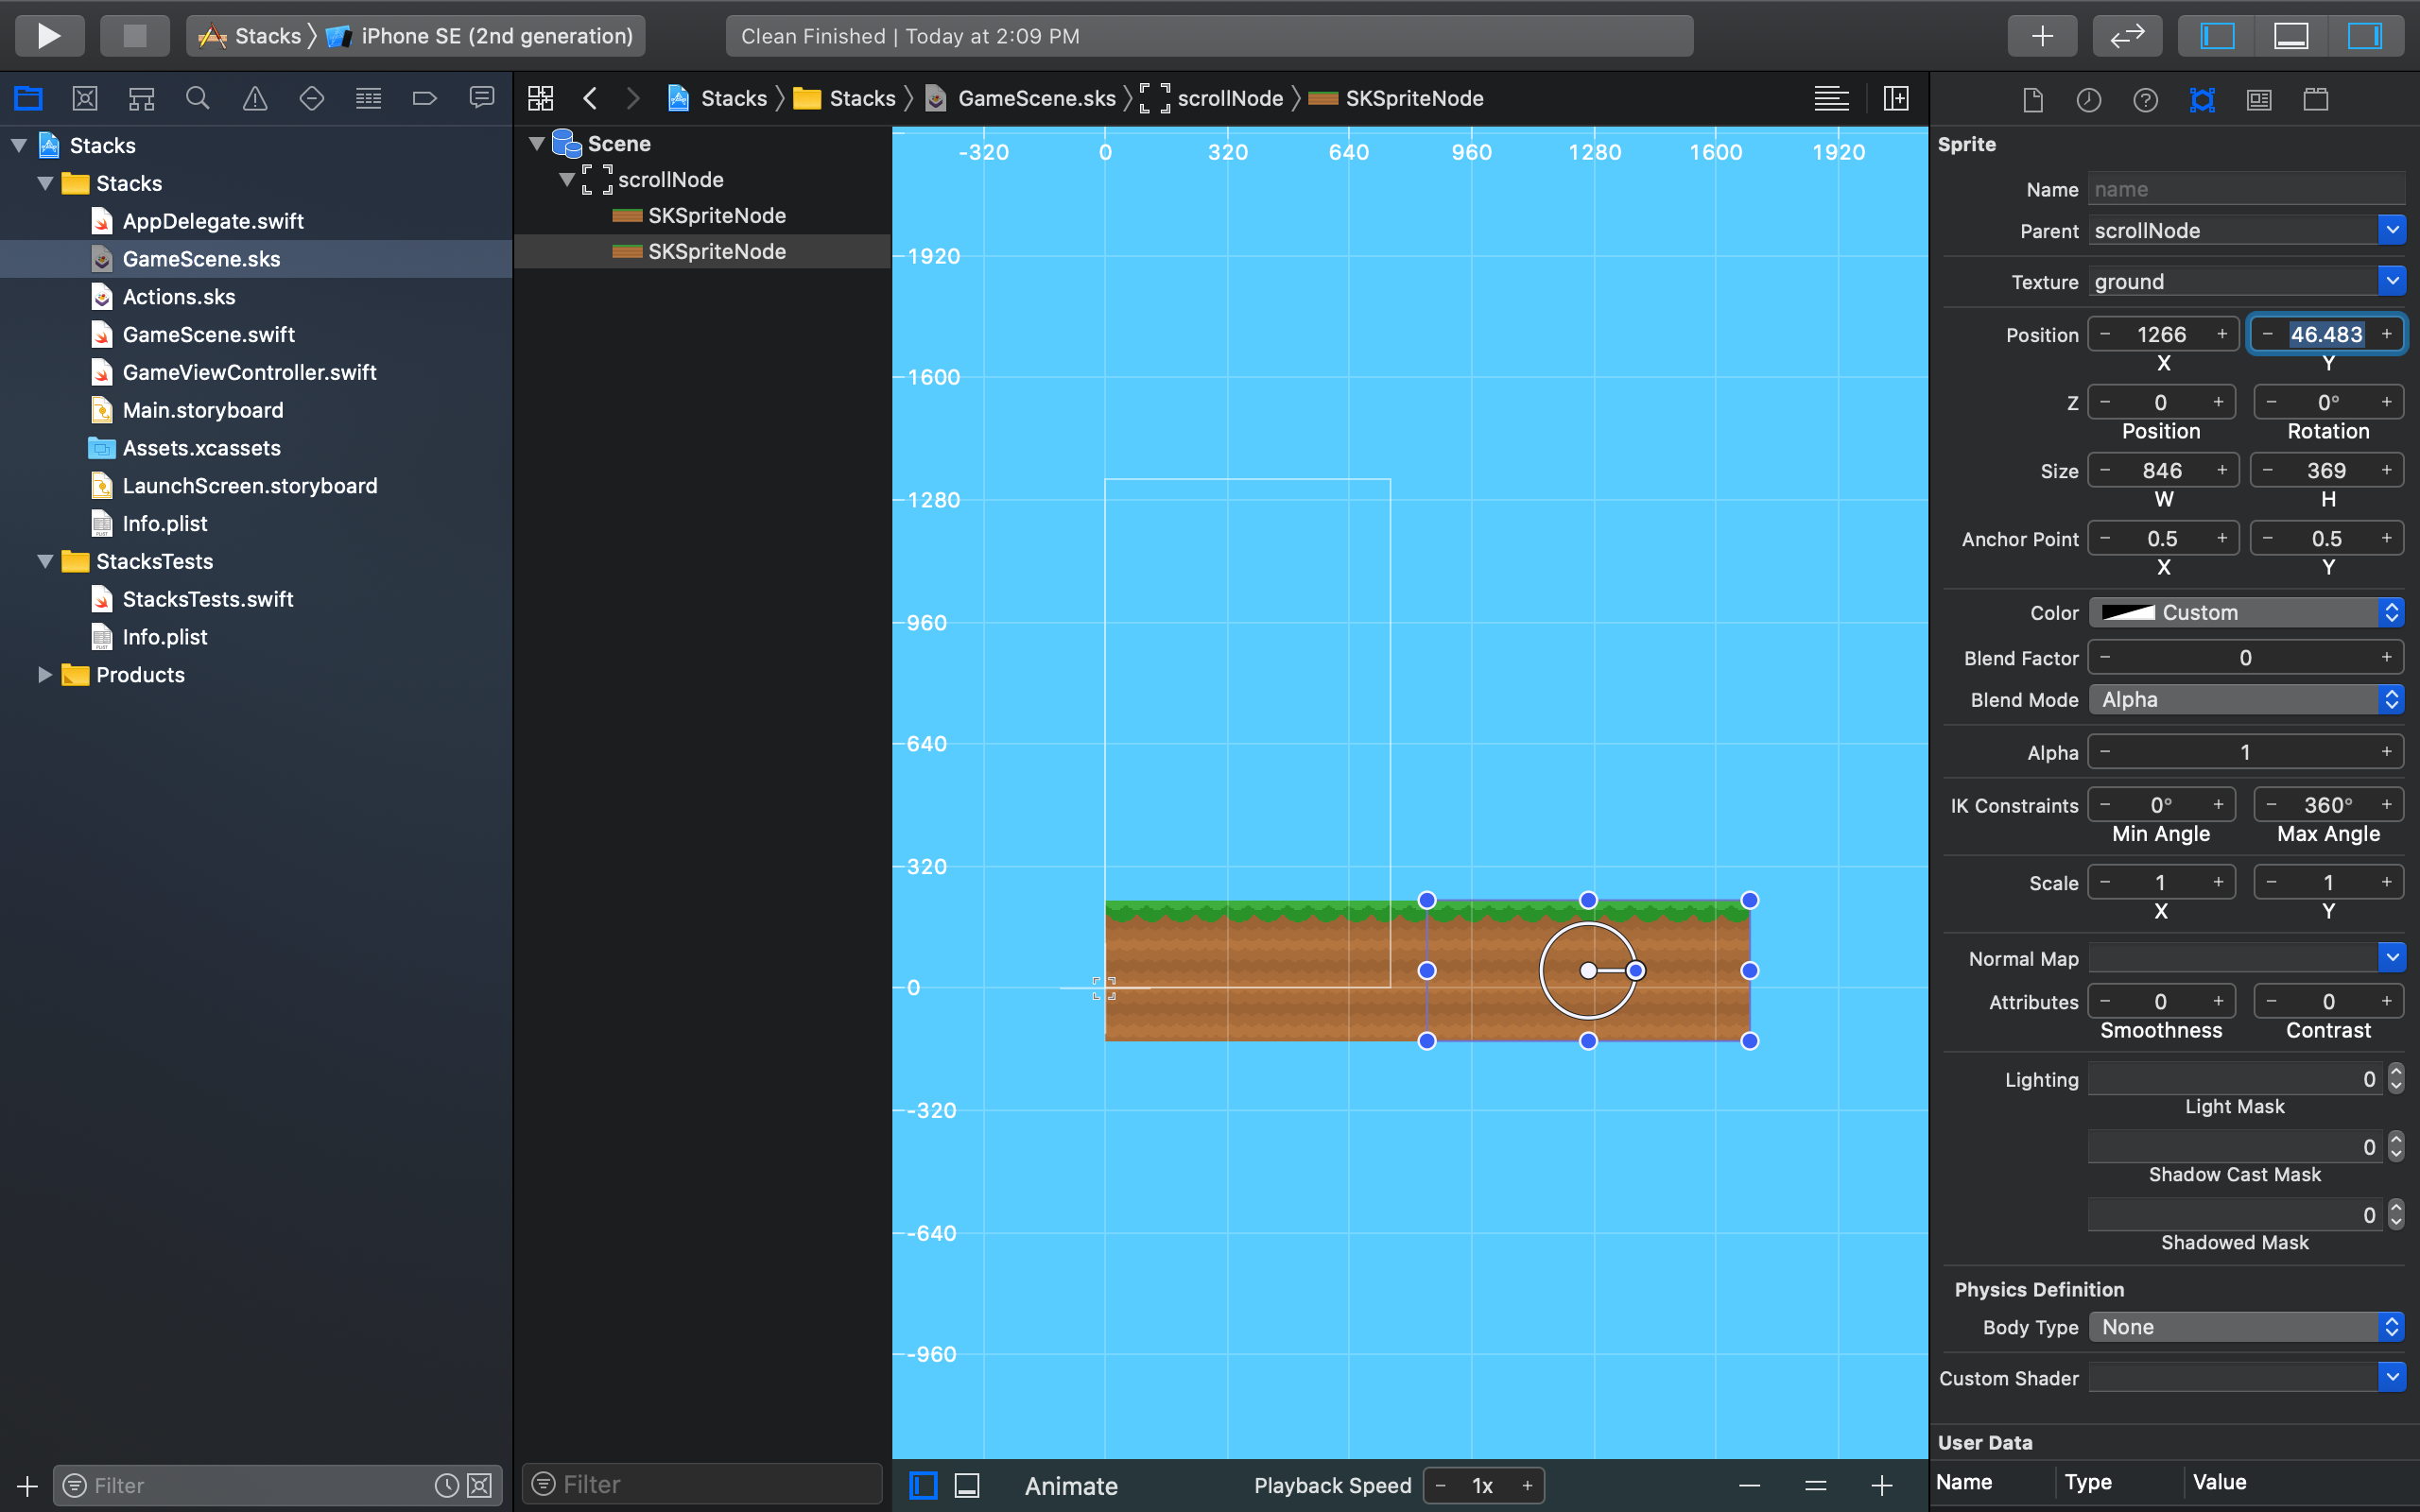 Stacks 〉 iPhone SE (2nd generation)
Clean Finished | Today at 2:09 PM
Stacks 〉 Stacks 〉 GameScene.sks 〉 scrollNode 〉 SKSpriteNode
Stacks
Stacks
AppDelegate.swift
GameScene.sks
Actions.sks
GameScene.swift
GameViewController.swift
Main.storyboard
Assets.xcassets
LaunchScreen.storyboard
Info.plist
StacksTests
StacksTests.swift
Info.plist
Products
Filter
Scene
scrollNode
SKSpriteNode
SKSpriteNode
Filter
-320 0 320 640 960 1280 1600 1920
1920
1600
1280
960
640
320
0
-320
-640
-960
Animate Playback Speed − 1x +
Sprite
Name name
Parent scrollNode
Texture ground
Position − 1266 + − 46.483 +
X Y
Z − 0 + − 0° +
Position Rotation
Size − 846 + − 369 +
W H
Anchor Point − 0.5 + − 0.5 +
X Y
Color Custom
Blend Factor − 0 +
Blend Mode Alpha
Alpha − 1 +
IK Constraints − 0° + − 360° +
Min Angle Max Angle
Scale − 1 + − 1 +
X Y
Normal Map
Attributes − 0 + − 0 +
Smoothness Contrast
Lighting 0
Light Mask
0
Shadow Cast Mask
0
Shadowed Mask
Physics Definition
Body Type None
Custom Shader
User Data
Name Type Value